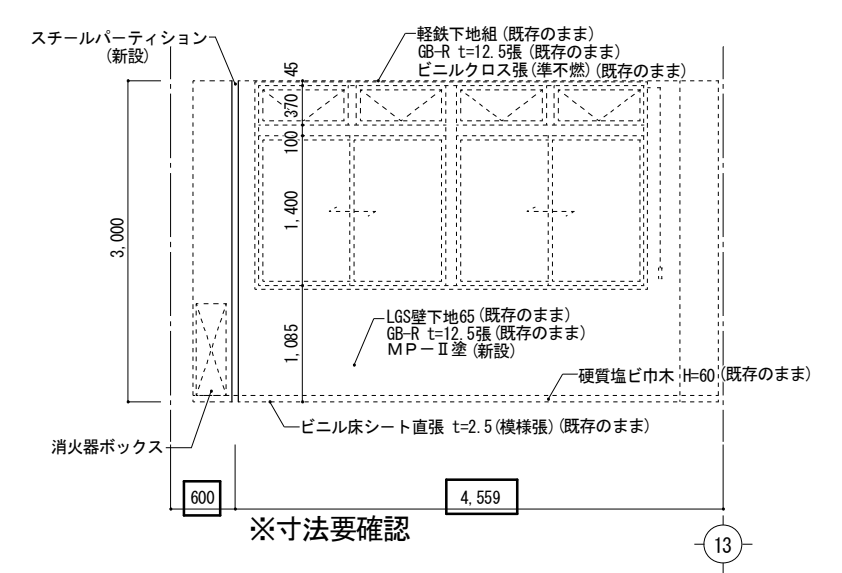 スチールパーティション
(新設)
軽鉄下地組(既存のまま)
GB-R t=12.5張(既存のまま)
ビニルクロス張(準不燃)(既存のまま)
45
370
100
1,400
1,085
3,000
LGS壁下地65(既存のまま)
GB-R t=12.5張(既存のまま)
MP-Ⅱ塗(新設)
硬質塩ビ巾木 H=60(既存のまま)
ビニル床シート直張 t=2.5(模様張)(既存のまま)
消火器ボックス
600
4,559
※寸法要確認
13